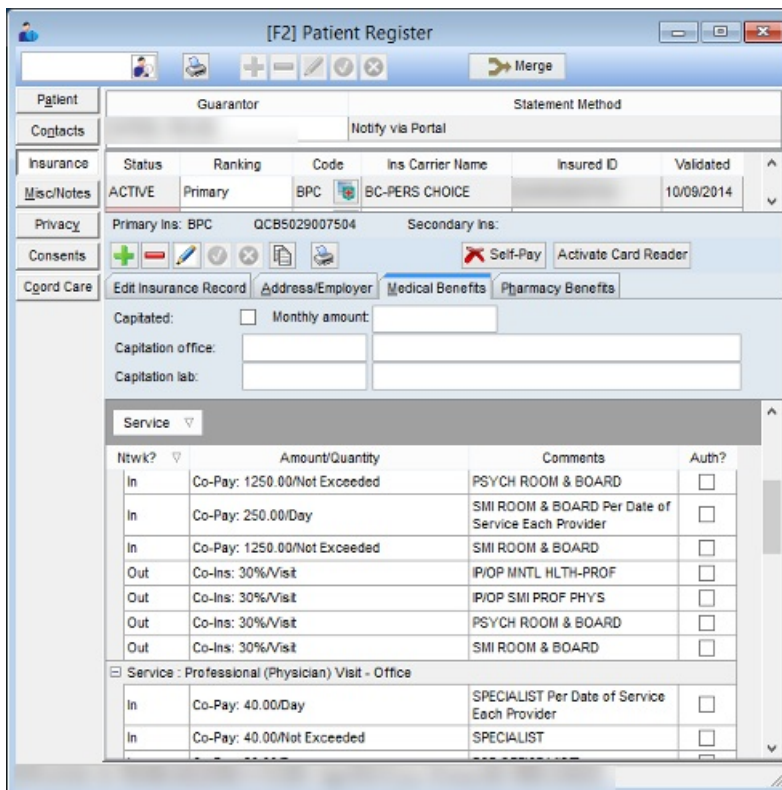 [F2] Patient Register
Merge
Patient
Contacts
Insurance
Misc/Notes
Privacy
Consents
Coord Care
Guarantor Statement Method
Notify via Portal
Status Ranking Code Ins Carrier Name Insured ID Validated
ACTIVE Primary BPC BC-PERS CHOICE 10/09/2014
Primary Ins: BPC QCB5029007504 Secondary Ins:
Self-Pay Activate Card Reader
Edit Insurance Record Address/Employer Medical Benefits Pharmacy Benefits
Capitated: Monthly amount:
Capitation office:
Capitation lab:
Service
Ntwk? Amount/Quantity Comments Auth?
In Co-Pay: 1250.00/Not Exceeded PSYCH ROOM & BOARD
In Co-Pay: 250.00/Day SMI ROOM & BOARD Per Date of
Service Each Provider
In Co-Pay: 1250.00/Not Exceeded SMI ROOM & BOARD
Out Co-Ins: 30%/Visit IP/OP MNTL HLTH-PROF
Out Co-Ins: 30%/Visit IP/OP SMI PROF PHYS
Out Co-Ins: 30%/Visit PSYCH ROOM & BOARD
Out Co-Ins: 30%/Visit SMI ROOM & BOARD
Service : Professional (Physician) Visit - Office
In Co-Pay: 40.00/Day SPECIALIST Per Date of Service
Each Provider
In Co-Pay: 40.00/Not Exceeded SPECIALIST